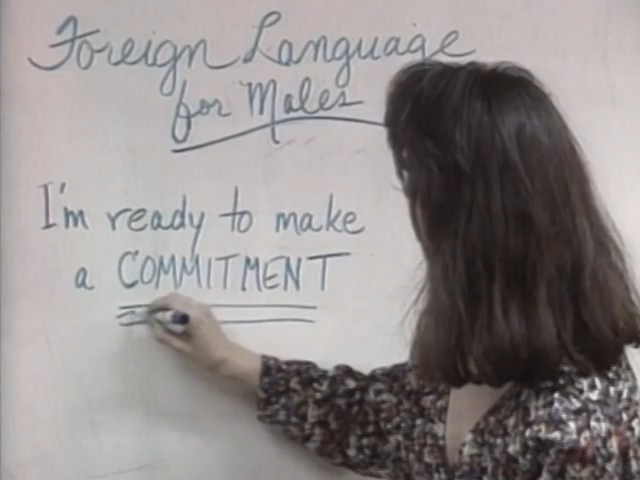 Foreign Language
for Males
I'm ready to make
a COMMITMENT